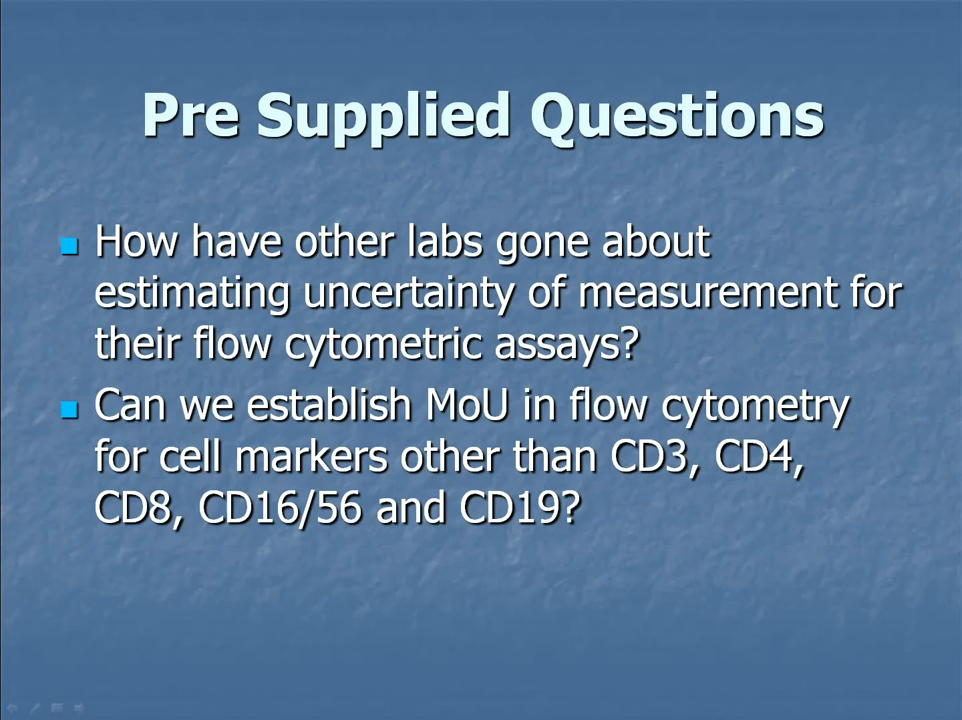 Pre Supplied Questions
How have other labs gone about
estimating uncertainty of measurement for
their flow cytometric assays?
Can we establish MoU in flow cytometry
for cell markers other than CD3, CD4,
CD8, CD16/56 and CD19?